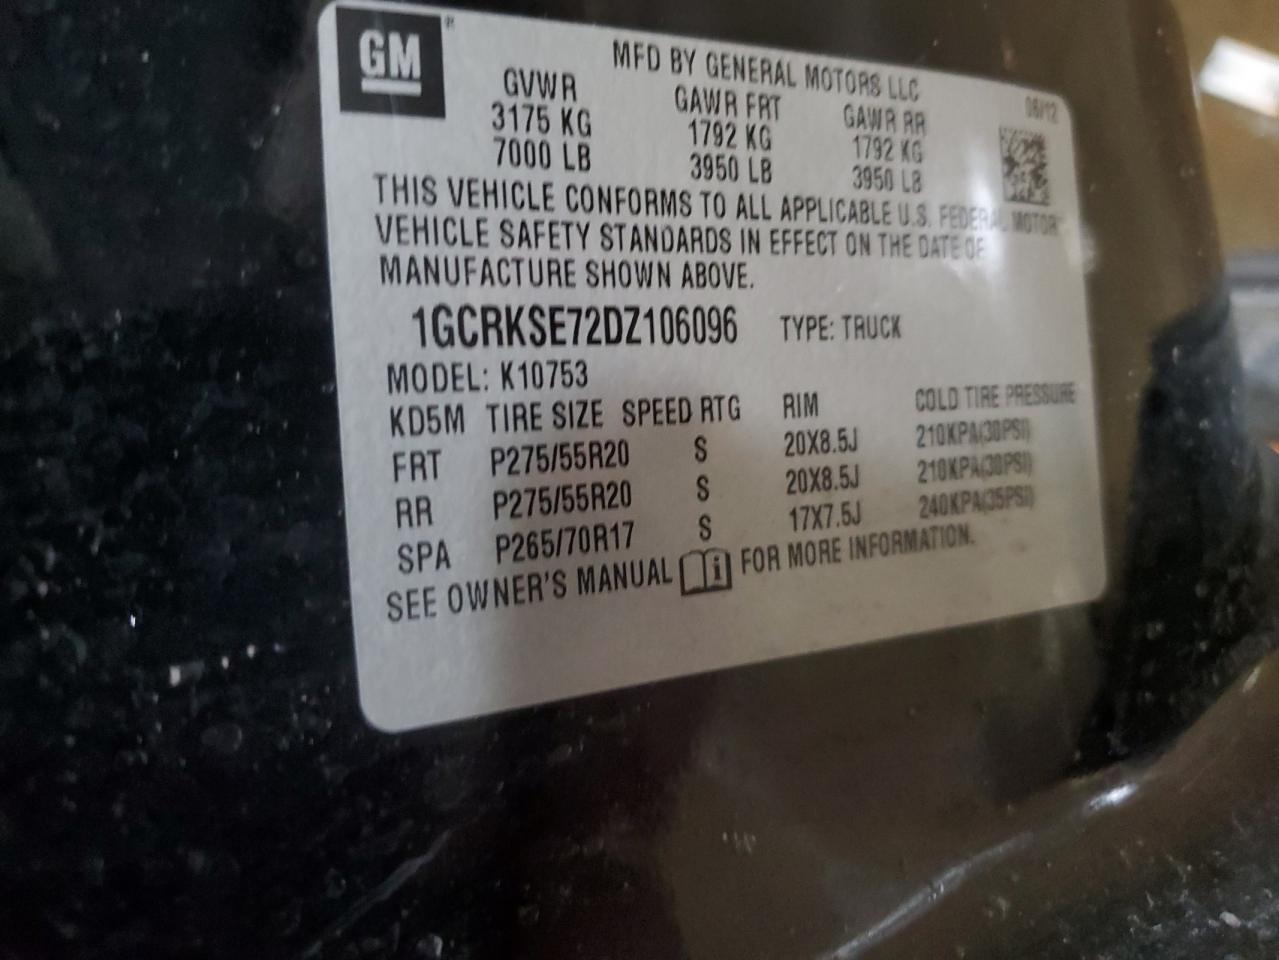 GM®
MFD BY GENERAL MOTORS LLC
06/12
GVWR GAWR FRT GAWR RR
3175 KG 1792 KG 1792 KG
7000 LB 3950 LB 3950 LB
THIS VEHICLE CONFORMS TO ALL APPLICABLE U.S. FEDERAL MOTOR
VEHICLE SAFETY STANDARDS IN EFFECT ON THE DATE OF
MANUFACTURE SHOWN ABOVE.
1GCRKSE72DZ106096 TYPE: TRUCK
MODEL: K10753
KD5M TIRE SIZE SPEED RTG RIM COLD TIRE PRESSURE
FRT P275/55R20 S 20X8.5J 210KPA(30PSI)
RR P275/55R20 S 20X8.5J 210KPA(30PSI)
SPA P265/70R17 S 17X7.5J 240KPA(35PSI)
SEE OWNER'S MANUAL i FOR MORE INFORMATION.